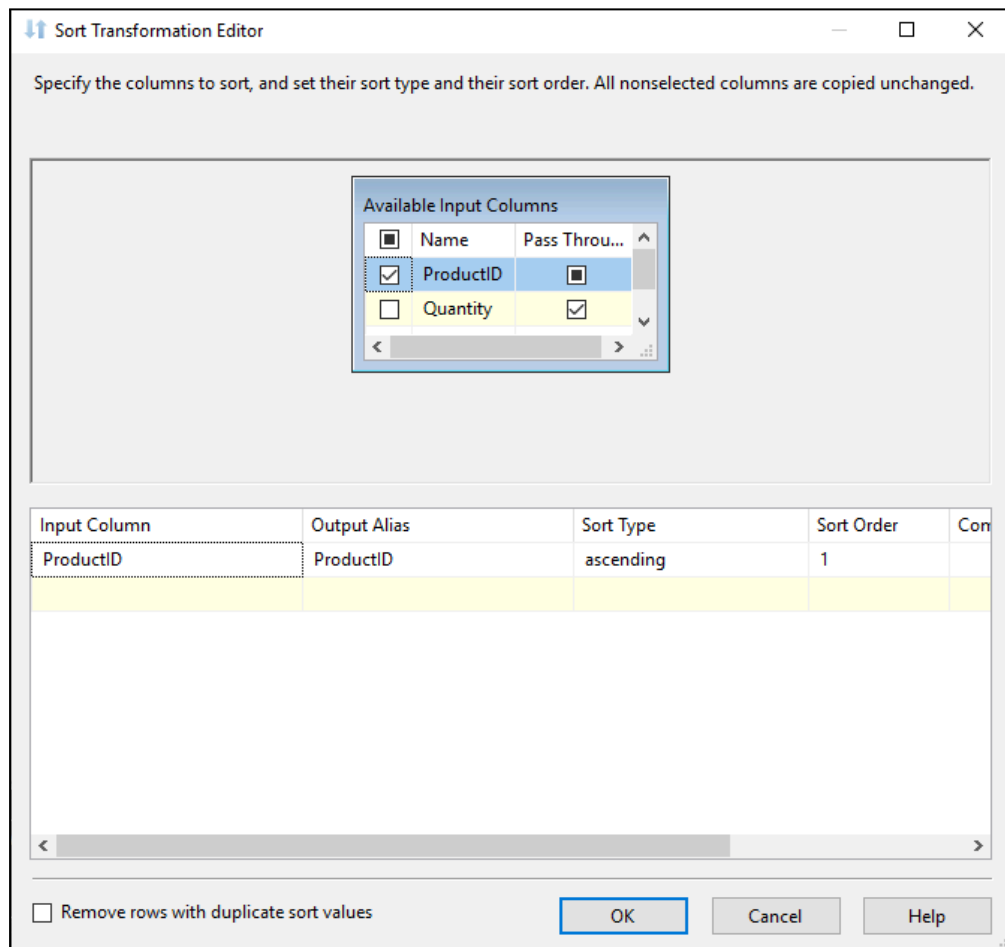 Sort Transformation Editor
Specify the columns to sort, and set their sort type and their sort order. All nonselected columns are copied unchanged.
Available Input Columns
Name Pass Throu...
ProductID
Quantity
Input Column Output Alias Sort Type Sort Order Com
ProductID ProductID ascending 1
Remove rows with duplicate sort values OK Cancel Help